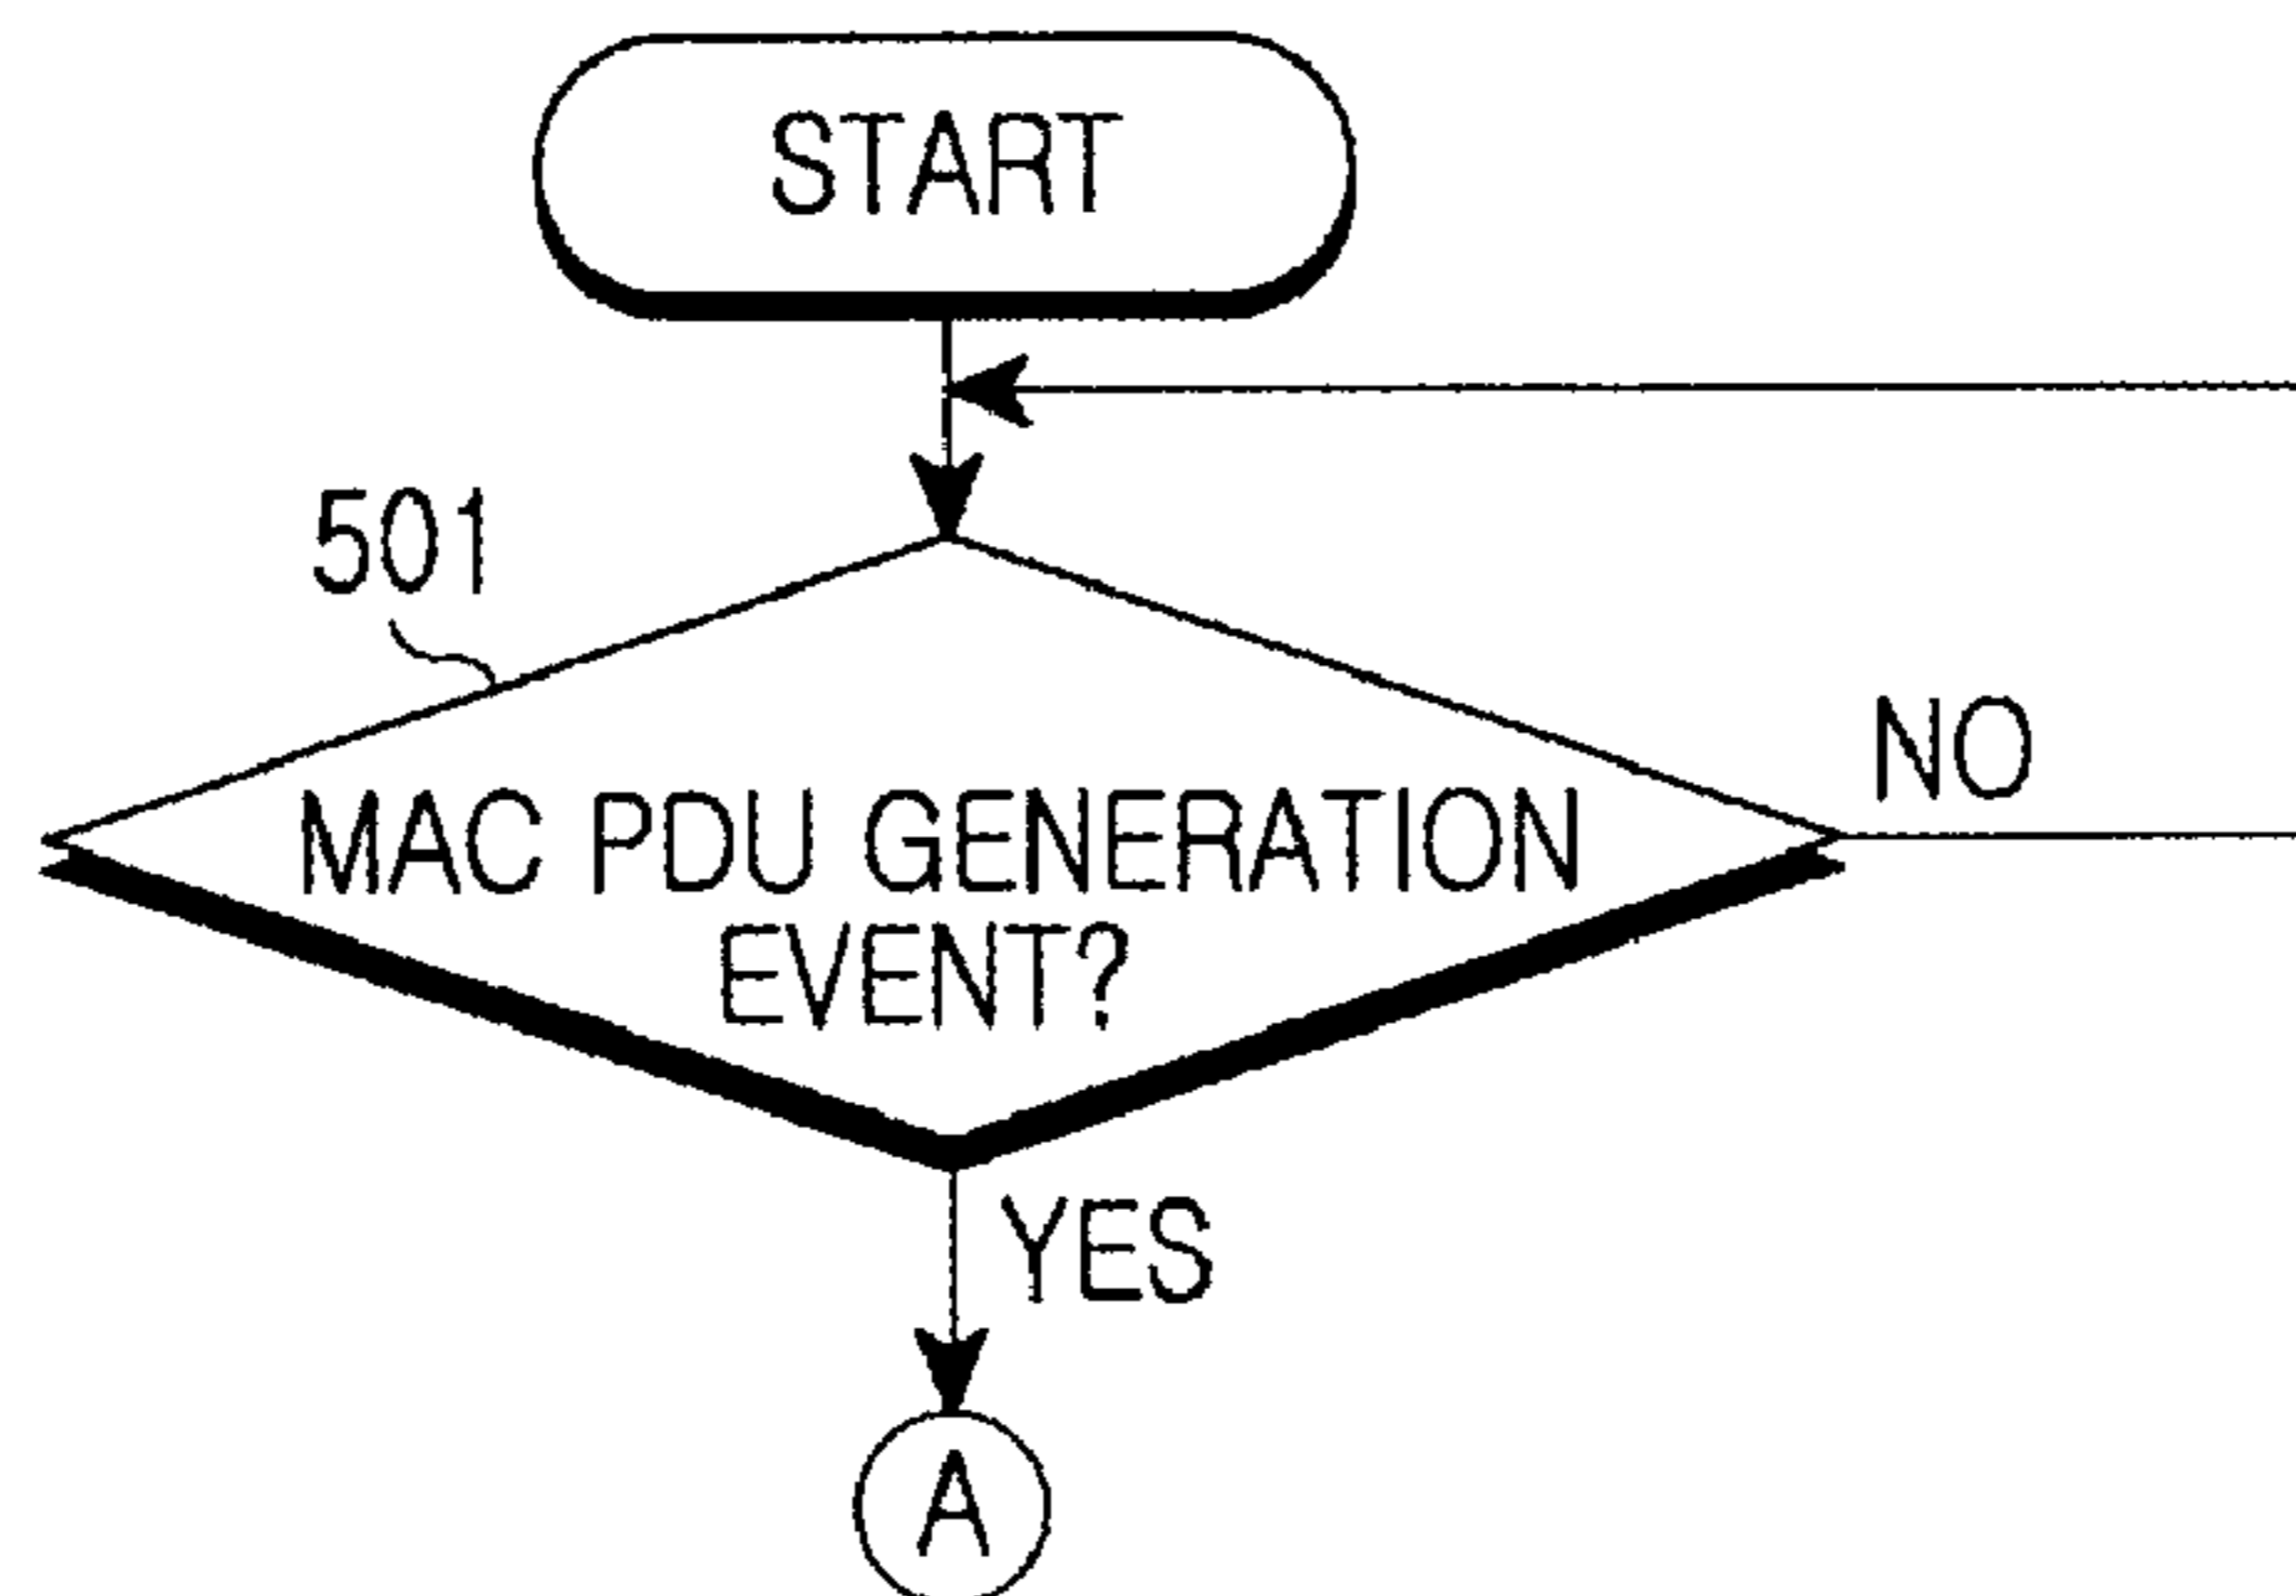 START
501
NO
MAC PDU GENERATION
EVENT?
YES
A